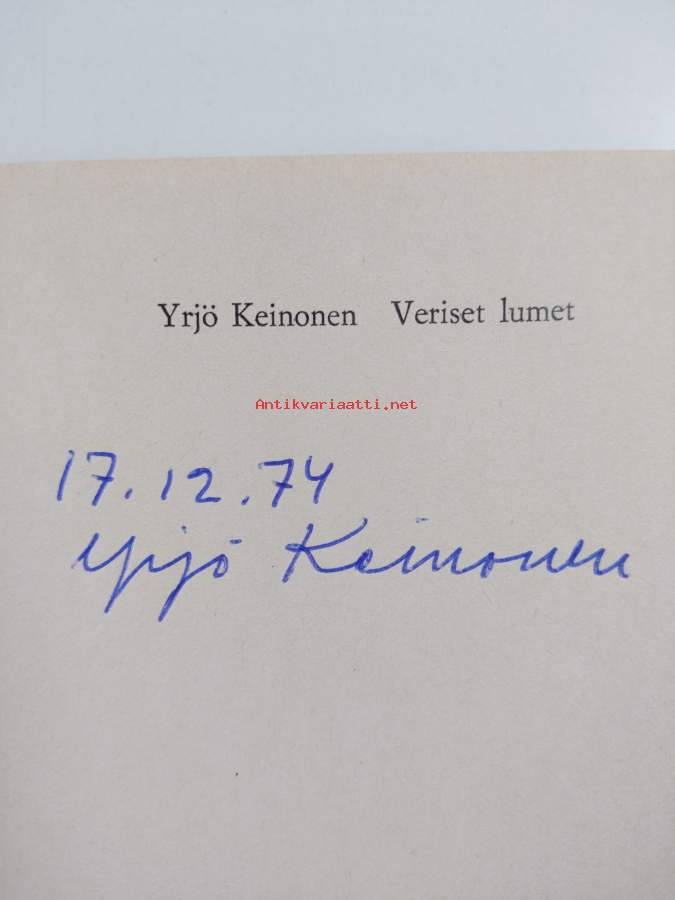 Yrjö Keinonen Veriset lumet
Antikvariaatti.net
17.12.74
Yrjö Keinonen